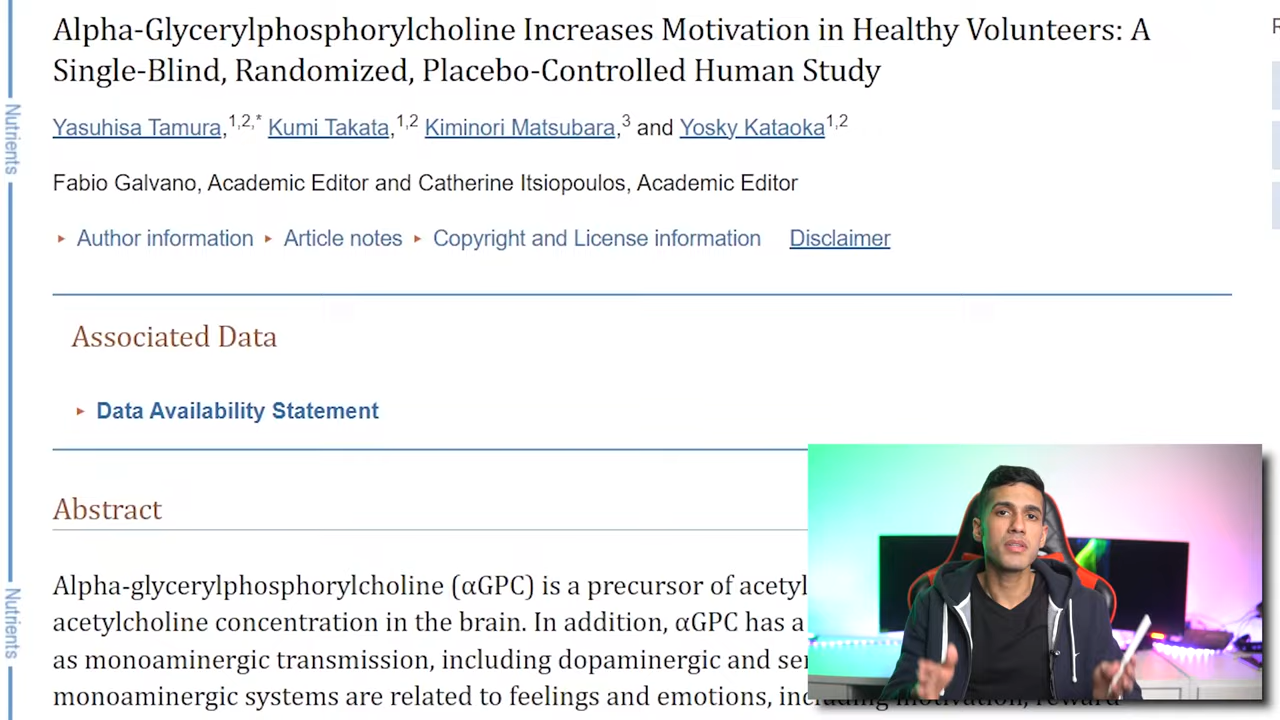 Alpha-Glycerylphosphorylcholine Increases Motivation in Healthy Volunteers: A
Single-Blind, Randomized, Placebo-Controlled Human Study
Yasuhisa Tamura,1,2,* Kumi Takata,1,2 Kiminori Matsubara,3 and Yosky Kataoka1,2
Fabio Galvano, Academic Editor and Catherine Itsiopoulos, Academic Editor
▸ Author information ▸ Article notes ▸ Copyright and License information Disclaimer
Associated Data
▸ Data Availability Statement
Abstract
Alpha-glycerylphosphorylcholine (αGPC) is a precursor of acetyl
acetylcholine concentration in the brain. In addition, αGPC has a
as monoaminergic transmission, including dopaminergic and ser
monoaminergic systems are related to feelings and emotions, including motivation, reward
Nutrients
Nutrients